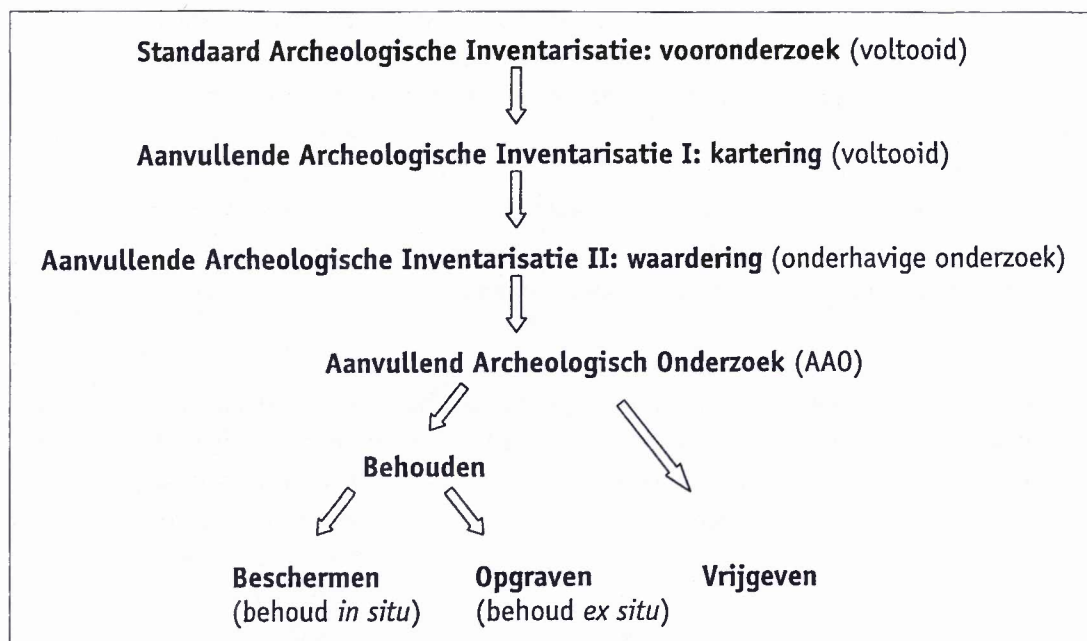 Standaard Archeologische Inventarisatie: vooronderzoek (voltooid)
Aanvullende Archeologische Inventarisatie I: kartering (voltooid)
Aanvullende Archeologische Inventarisatie II: waardering (onderhavige onderzoek)
Aanvullend Archeologisch Onderzoek (AAO)
Behouden
Beschermen Opgraven Vrijgeven
(behoud in situ) (behoud ex situ)